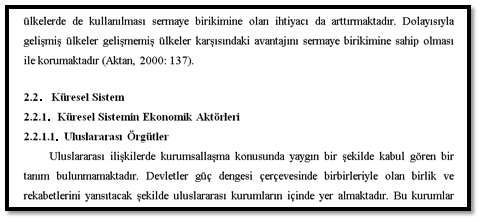 ülkelerde de kullanılması sermaye birikimine olan ihtiyacı da arttırmaktadır. Dolayısıyla
gelişmiş ülkeler gelişmemiş ülkeler karşısındaki avantajını sermaye birikimine sahip olması
ile korumaktadır (Aktan, 2000: 137).
2.2. Küresel Sistem
2.2.1. Küresel Sistemin Ekonomik Aktörleri
2.2.1.1. Uluslararası Örgütler
Uluslararası ilişkilerde kurumsallaşma konusunda yaygın bir şekilde kabul gören bir
tanım bulunmamaktadır. Devletler güç dengesi çerçevesinde birbirleriyle olan birlik ve
rekabetlerini yansıtacak şekilde uluslararası kurumların içinde yer almaktadır. Bu kurumlar